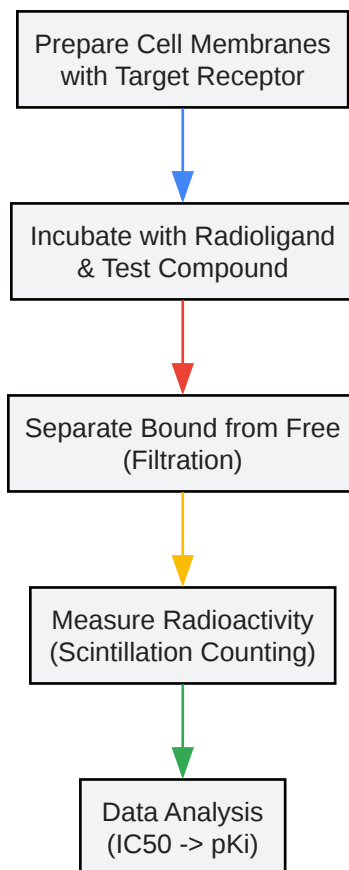 Prepare Cell Membranes
with Target Receptor
Incubate with Radioligand
& Test Compound
Separate Bound from Free
(Filtration)
Measure Radioactivity
(Scintillation Counting)
Data Analysis
(IC50 -> pKi)